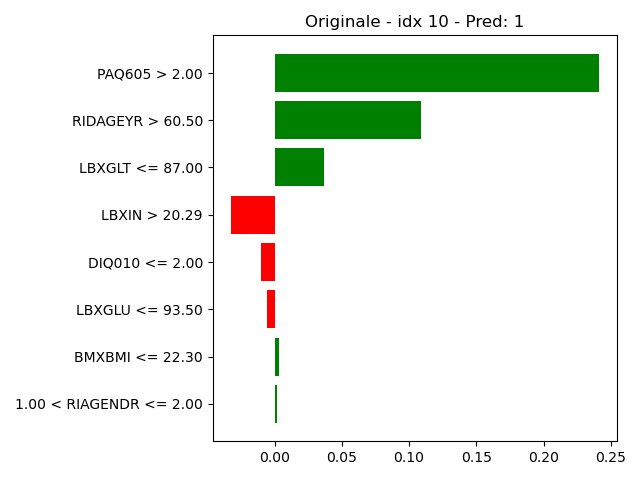 Originale - idx 10 - Pred: 1
PAQ605 > 2.00
RIDAGEYR > 60.50
LBXGLT <= 87.00
LBXIN > 20.29
DIQ010 <= 2.00
LBXGLU <= 93.50
BMXBMI <= 22.30
1.00 < RIAGENDR <= 2.00
0.00 0.05 0.10 0.15 0.20 0.25